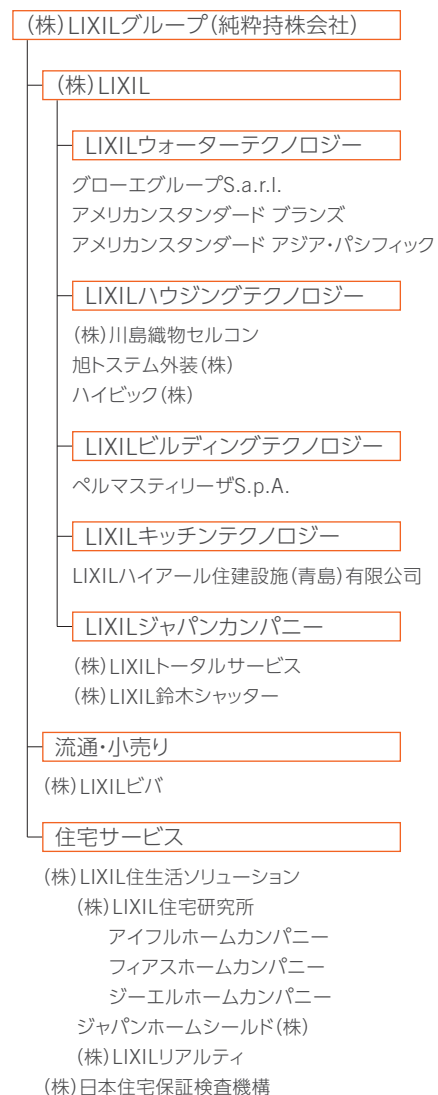 (株)LIXILグループ(純粋持株会社)
(株)LIXIL
LIXILウォーターテクノロジー
グローエグループS.a.r.l.
アメリカンスタンダード ブランズ
アメリカンスタンダード アジア・パシフィック
LIXILハウジングテクノロジー
(株)川島織物セルコン
旭トステム外装(株)
ハイビック(株)
LIXILビルディングテクノロジー
ペルマスティリーザS.p.A.
LIXILキッチンテクノロジー
LIXILハイアール住建設施(青島)有限公司
LIXILジャパンカンパニー
(株)LIXILトータルサービス
(株)LIXIL鈴木シャッター
流通・小売り
(株)LIXILビバ
住宅サービス
(株)LIXIL住生活ソリューション
(株)LIXIL住宅研究所
アイフルホームカンパニー
フィアスホームカンパニー
ジーエルホームカンパニー
ジャパンホームシールド(株)
(株)LIXILリアルティ
(株)日本住宅保証検査機構